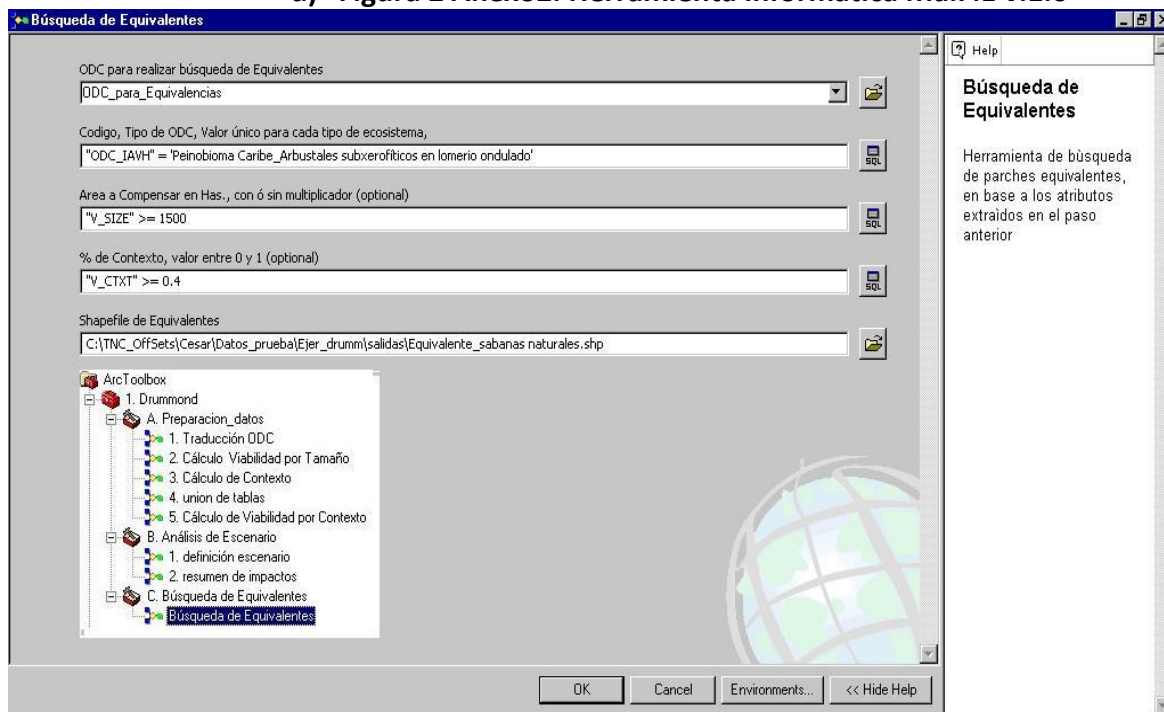 Búsqueda de Equivalentes
Help
ODC para realizar búsqueda de Equivalentes
ODC_para_Equivalencias
Codigo, Tipo de ODC, Valor único para cada tipo de ecosistema,
"ODC_IAVH" = 'Peinobioma Caribe_Arbustales subxerofíticos en lomerio ondulado'
SQL
Area a Compensar en Has., con ó sin multiplicador (optional)
"V_SIZE" >= 1500
SQL
% de Contexto, valor entre 0 y 1 (optional)
"V_CTXT" >= 0.4
SQL
Shapefile de Equivalentes
C:\TNC_OffSets\Cesar\Datos_prueba\Ejer_drumm\salidas\Equivalente_sabanas naturales.shp
ArcToolbox
1. Drummond
A. Preparacion_datos
1. Traducción ODC
2. Cálculo Viabilidad por Tamaño
3. Cálculo de Contexto
4. union de tablas
5. Cálculo de Viabilidad por Contexto
B. Análisis de Escenario
1. definición escenario
2. resumen de impactos
C. Búsqueda de Equivalentes
Búsqueda de Equivalentes
OK
Cancel
Environments...
<< Hide Help
Búsqueda de
Equivalentes
Herramienta de bùsqueda
de parches equivalentes,
en base a los atributos
extraìdos en el paso
anterior